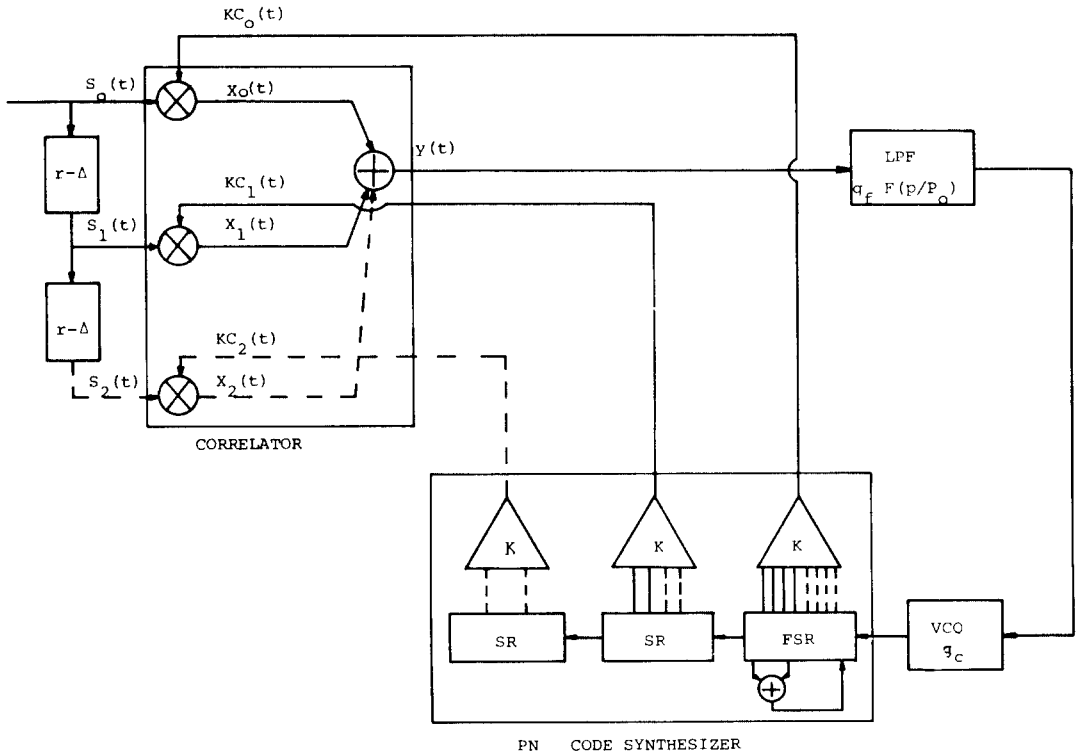 KC_o(t)
S_o(t)
X_o(t)
r-Δ
y(t)
LPF
q_f F(p/P_o)
KC_1(t)
S_1(t)
X_1(t)
r-Δ
KC_2(t)
S_2(t)
X_2(t)
CORRELATOR
K
K
K
SR
SR
FSR
VCO
q_c
PN CODE SYNTHESIZER